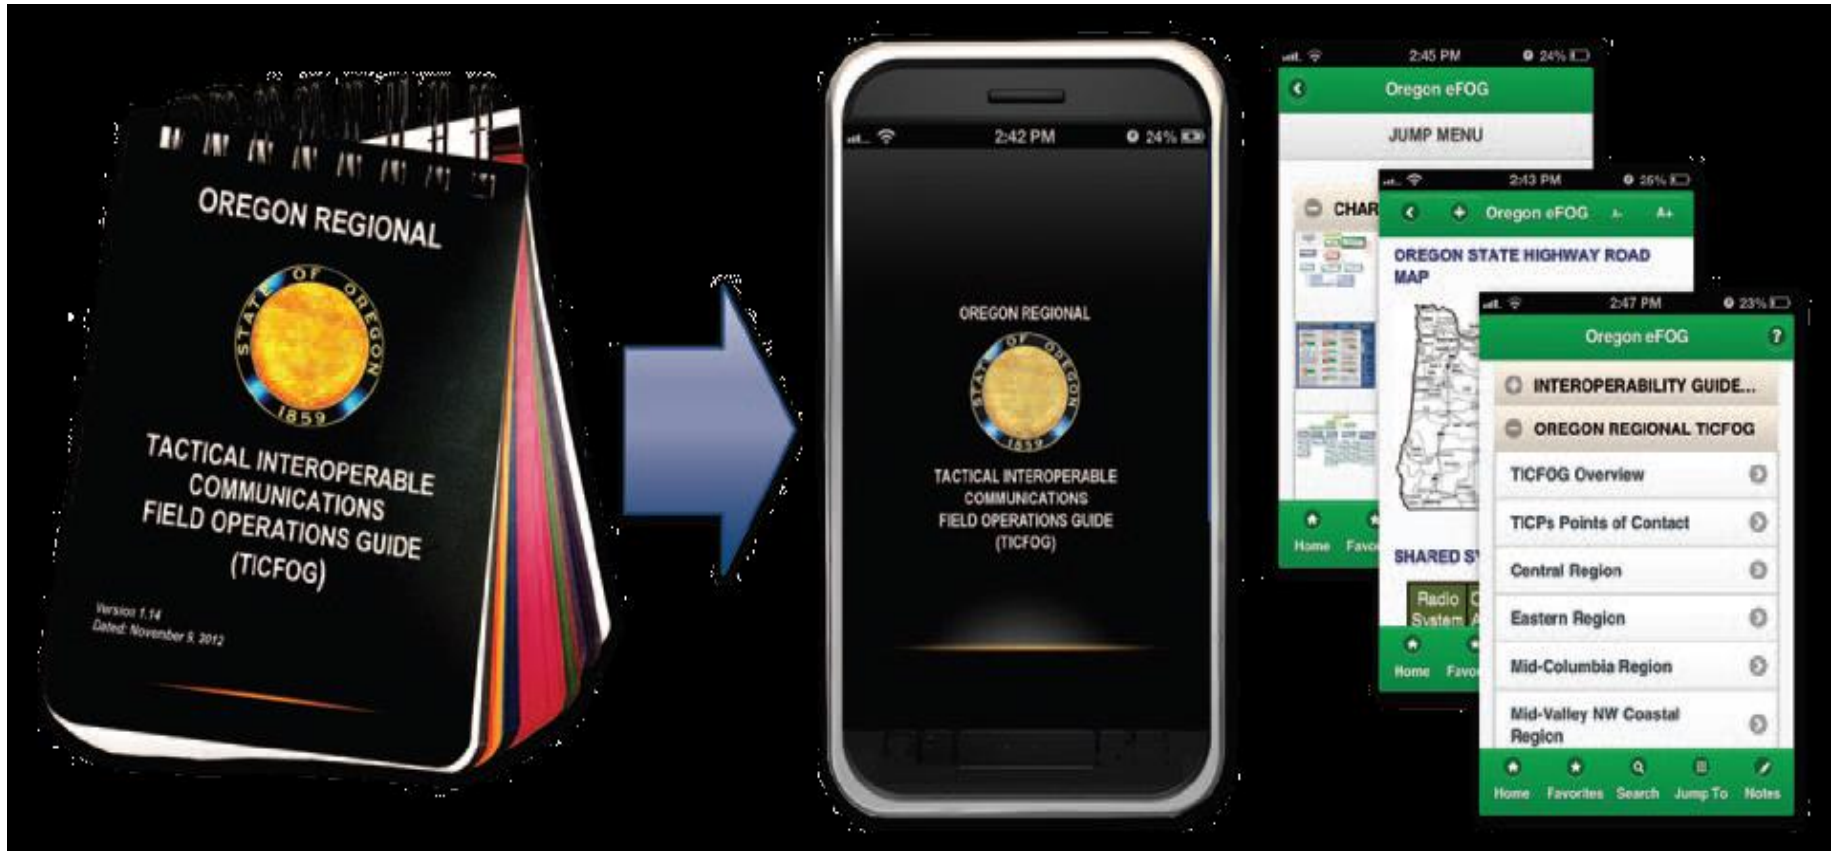 OREGON REGIONAL
STATE OF OREGON
1859
TACTICAL INTEROPERABLE
COMMUNICATIONS
FIELD OPERATIONS GUIDE
(TICFOG)
Version 1.14
Dated: November 9, 2012
2:42 PM
24%
OREGON REGIONAL
STATE OF OREGON
1859
TACTICAL INTEROPERABLE
COMMUNICATIONS
FIELD OPERATIONS GUIDE
(TICFOG)
2:45 PM
24%
Oregon eFOG
JUMP MENU
CHAR
Home
Favo
2:43 PM
Oregon eFOG
A-
A+
OREGON STATE HIGHWAY ROAD
MAP
SHARED SY
Radio
System
Home
Favo
2:47 PM
23%
Oregon eFOG
?
INTEROPERABILITY GUIDE...
OREGON REGIONAL TICFOG
TICFOG Overview
TICPs Points of Contact
Central Region
Eastern Region
Mid-Columbia Region
Mid-Valley NW Coastal
Region
Home Favorites Search Jump To Notes